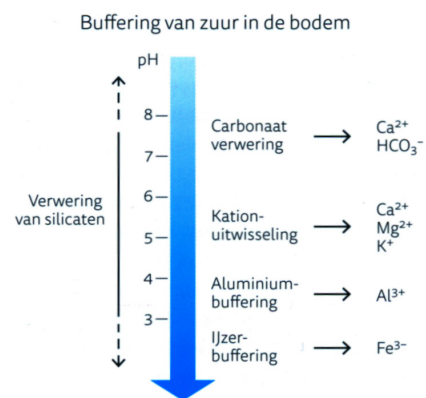 Buffering van zuur in de bodem
pH
8
7
6
5
4
3
Verwering
van silicaten
Carbonaat
verwering
Ca²⁺
HCO₃⁻
Kation-
uitwisseling
Ca²⁺
Mg²⁺
K⁺
Aluminium-
buffering
Al³⁺
IJzer-
buffering
Fe³⁻